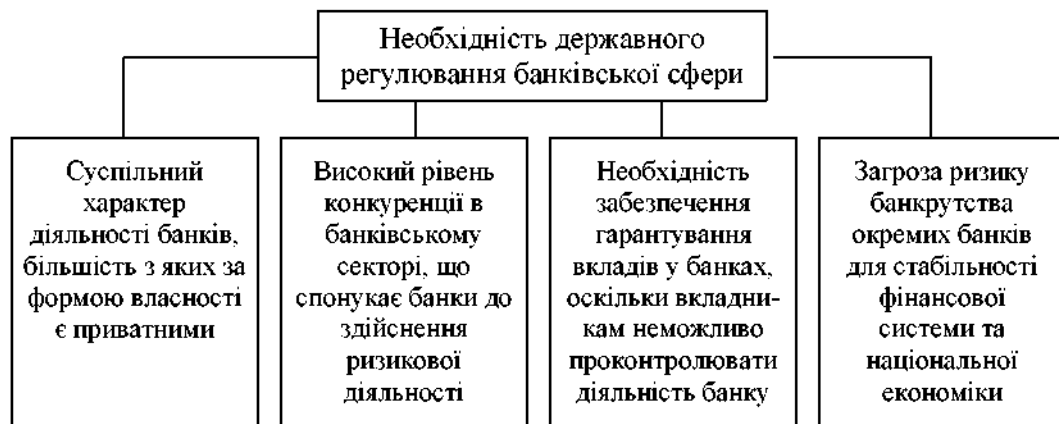 Необхідність державного
регулювання банківської сфери
Суспільний
характер
діяльності банків,
більшість з яких за
формою власності
є приватними
Високий рівень
конкуренції в
банківському
секторі, що
спонукає банки до
здійснення
ризикової
діяльності
Необхідність
забезпечення
гарантування
вкладів у банках,
оскільки вкладни-
кам неможливо
проконтролювати
діяльність банку
Загроза ризику
банкрутства
окремих банків
для стабільності
фінансової
системи та
національної
економіки